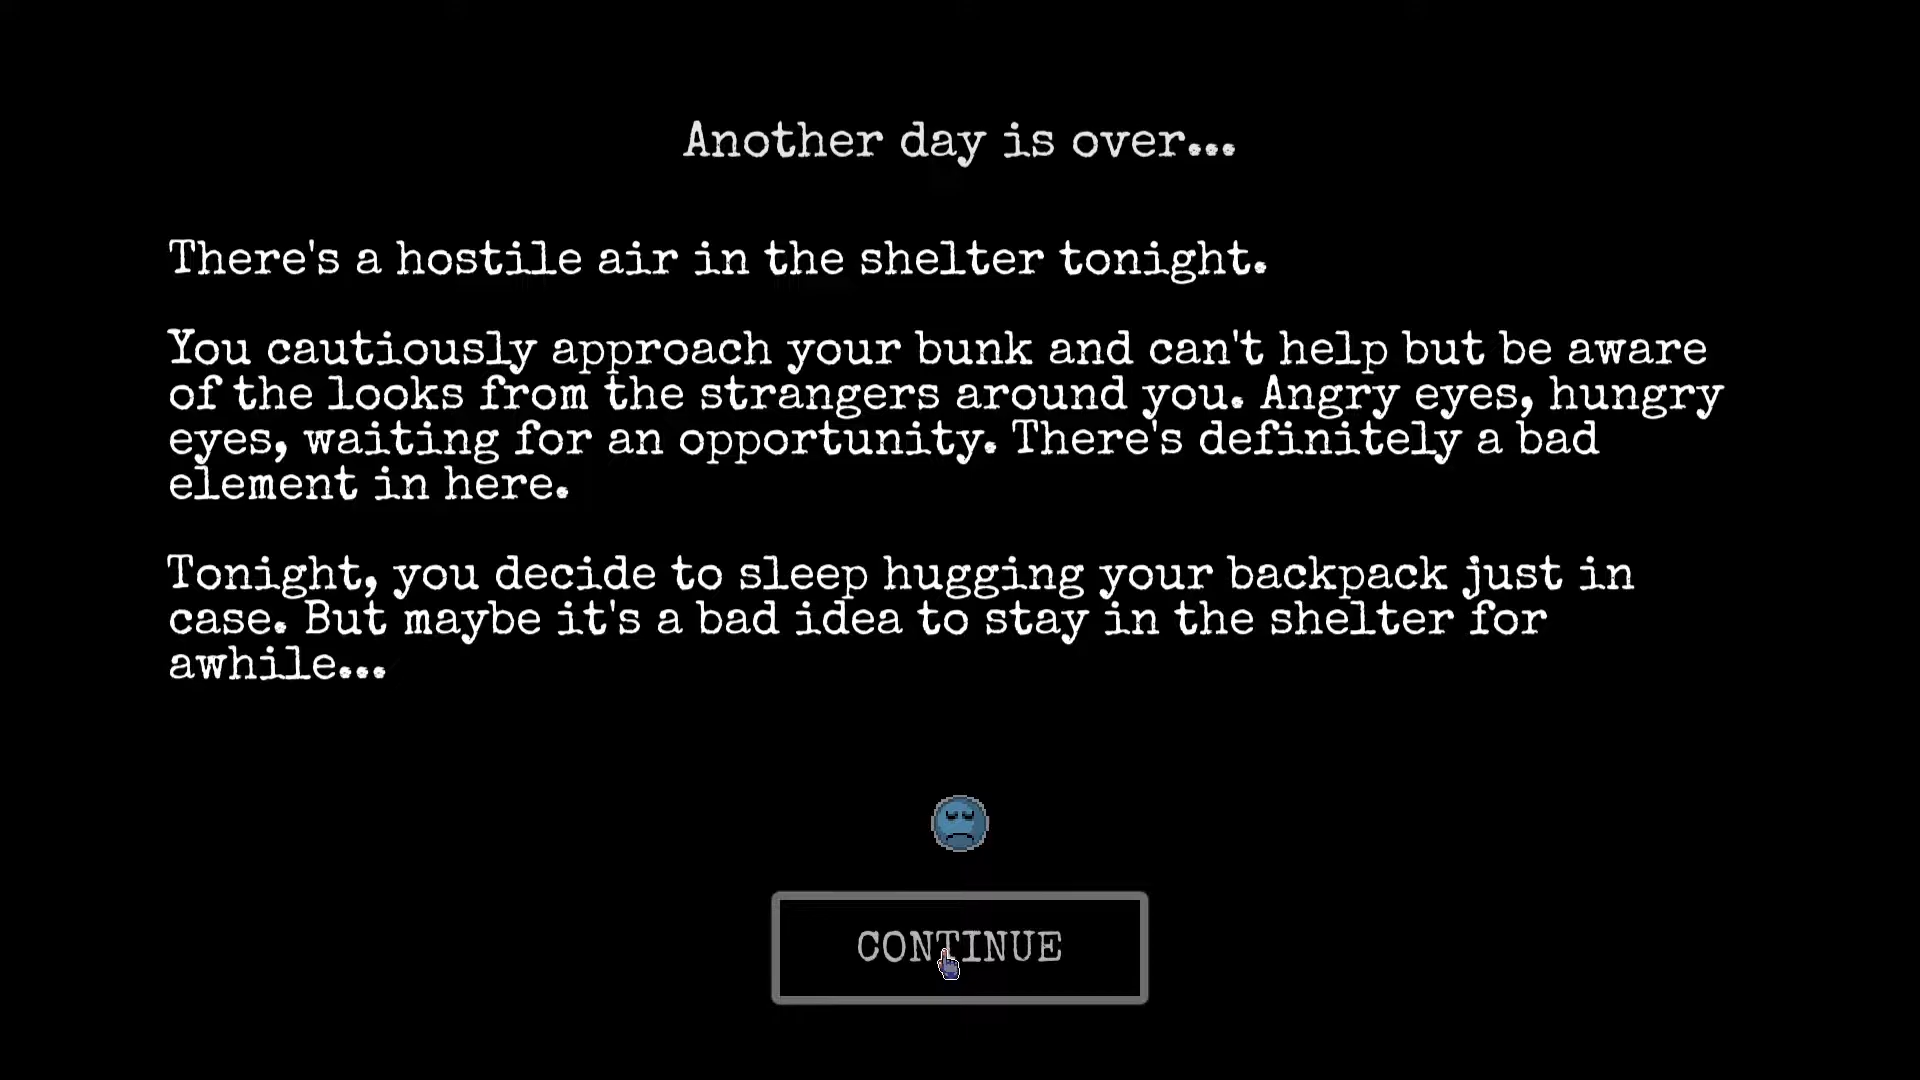 Another day is over...
There's a hostile air in the shelter tonight.
You cautiously approach your bunk and can't help but be aware
of the looks from the strangers around you. Angry eyes, hungry
eyes, waiting for an opportunity. There's definitely a bad
element in here.
Tonight, you decide to sleep hugging your backpack just in
case. But maybe it's a bad idea to stay in the shelter for
awhile...
CONTINUE